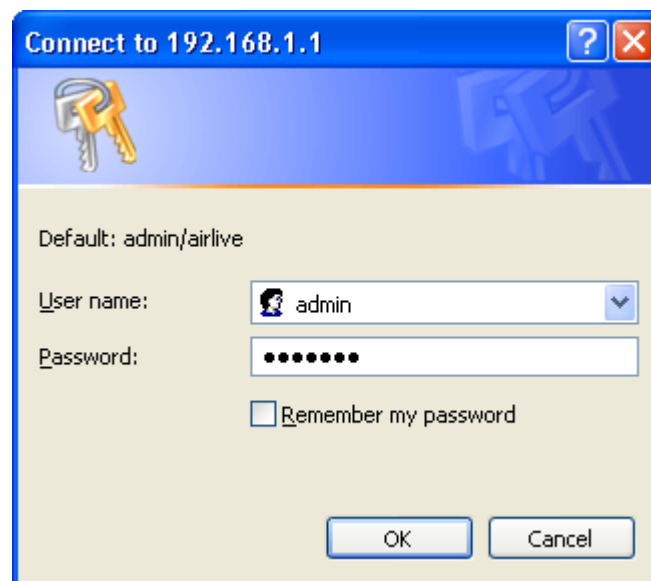 Connect to 192.168.1.1
Default: admin/airlive
User name:
admin
Password:
•••••••
Remember my password
OK
Cancel